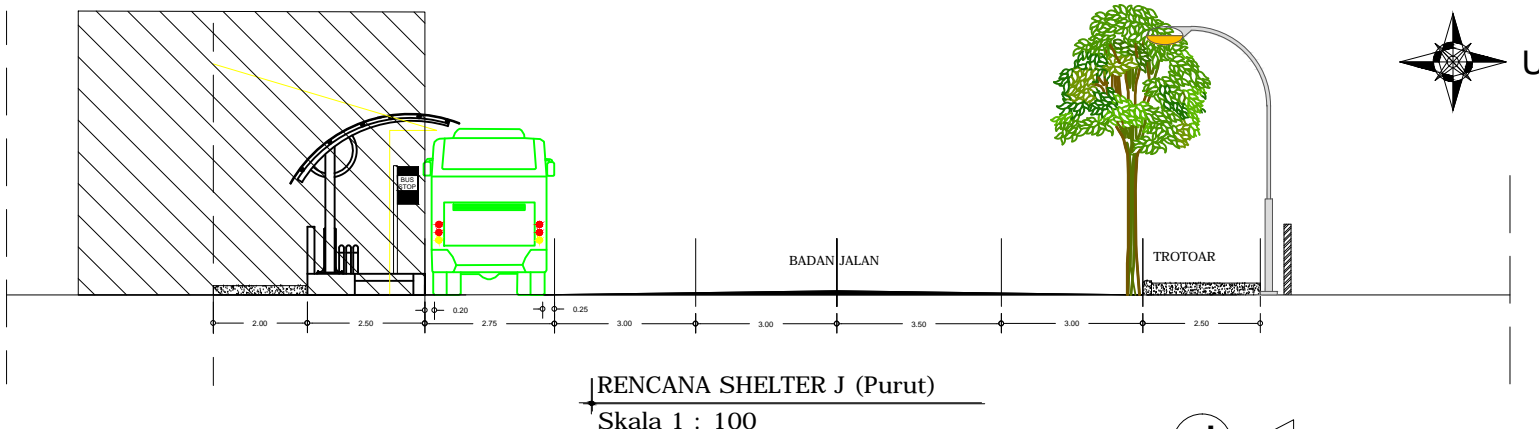 U
BUS
STOP
BADAN JALAN
TROTOAR
0.20
0.25
2.00
2.50
2.75
3.00
3.00
3.50
3.00
2.50
RENCANA SHELTER J (Purut)
Skala 1 : 100